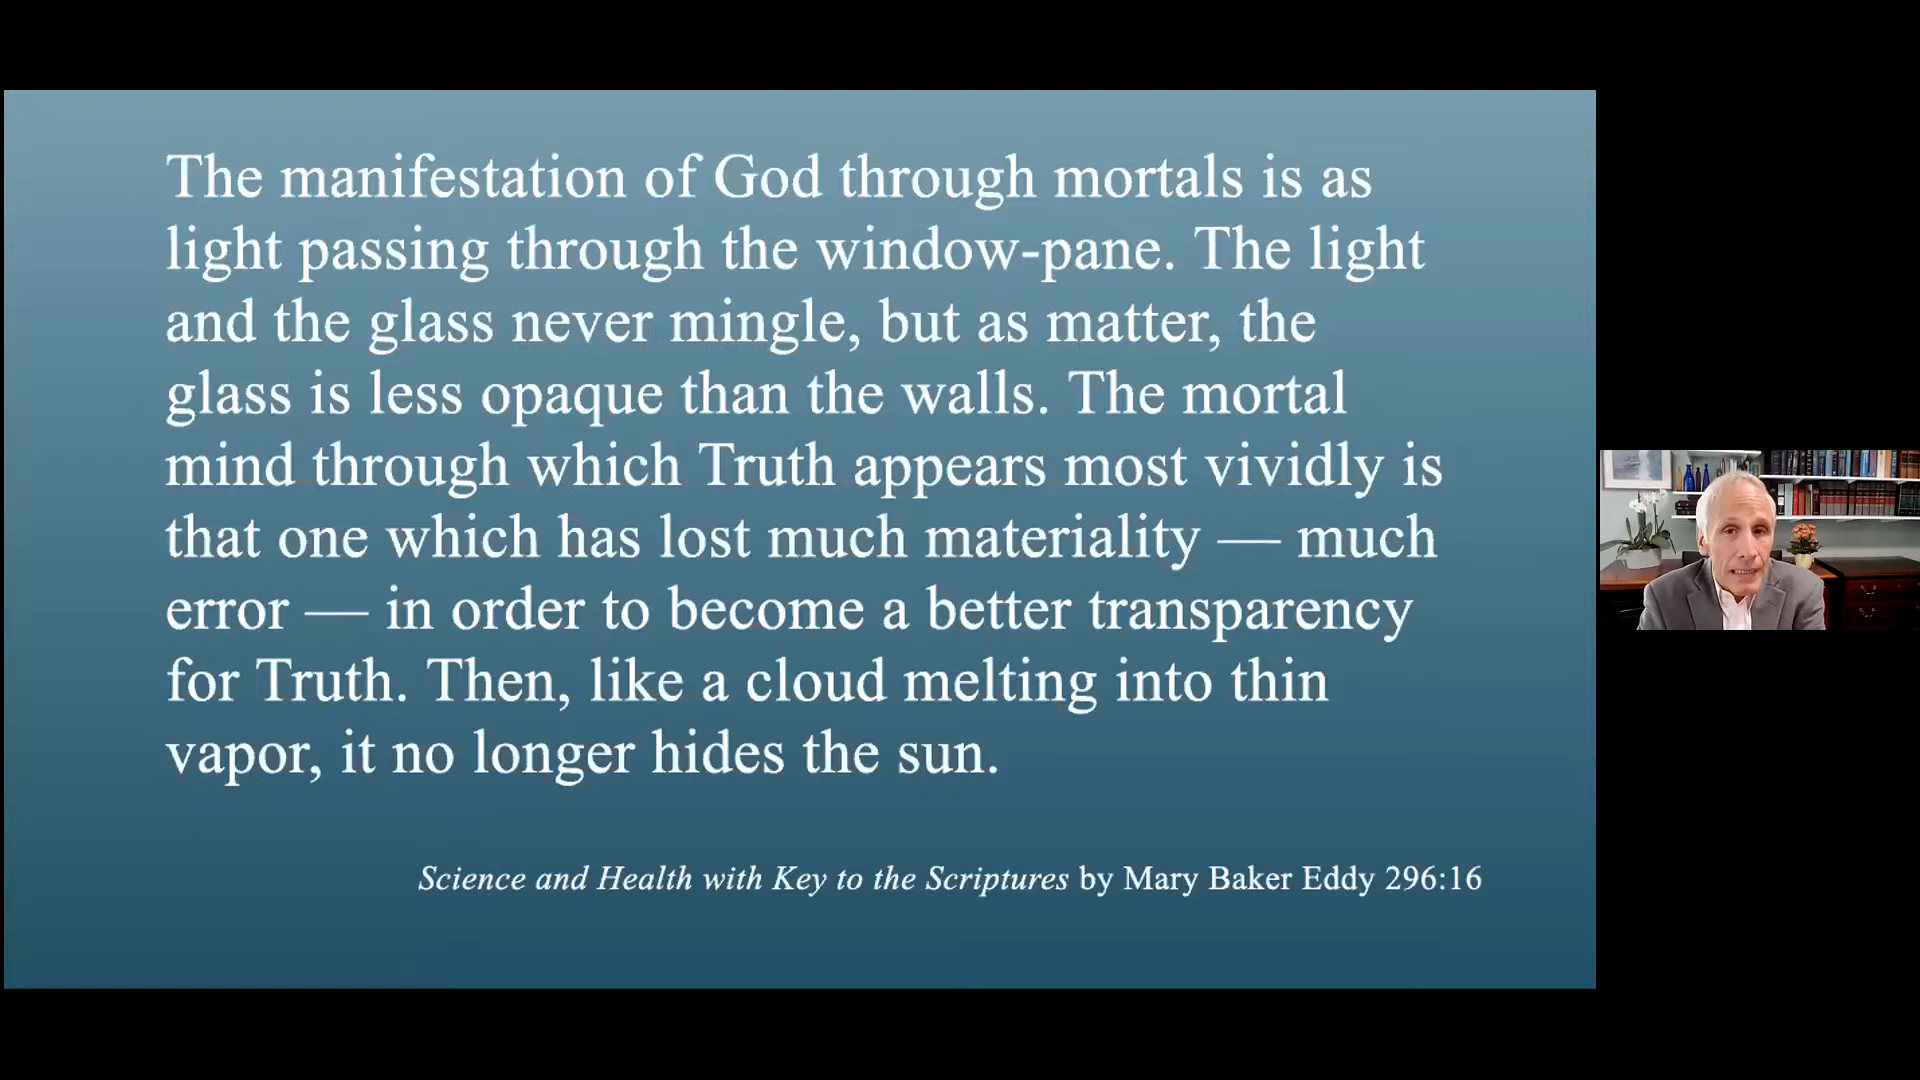 The manifestation of God through mortals is as
light passing through the window-pane. The light
and the glass never mingle, but as matter, the
glass is less opaque than the walls. The mortal
mind through which Truth appears most vividly is
that one which has lost much materiality — much
error — in order to become a better transparency
for Truth. Then, like a cloud melting into thin
vapor, it no longer hides the sun.
Science and Health with Key to the Scriptures by Mary Baker Eddy 296:16